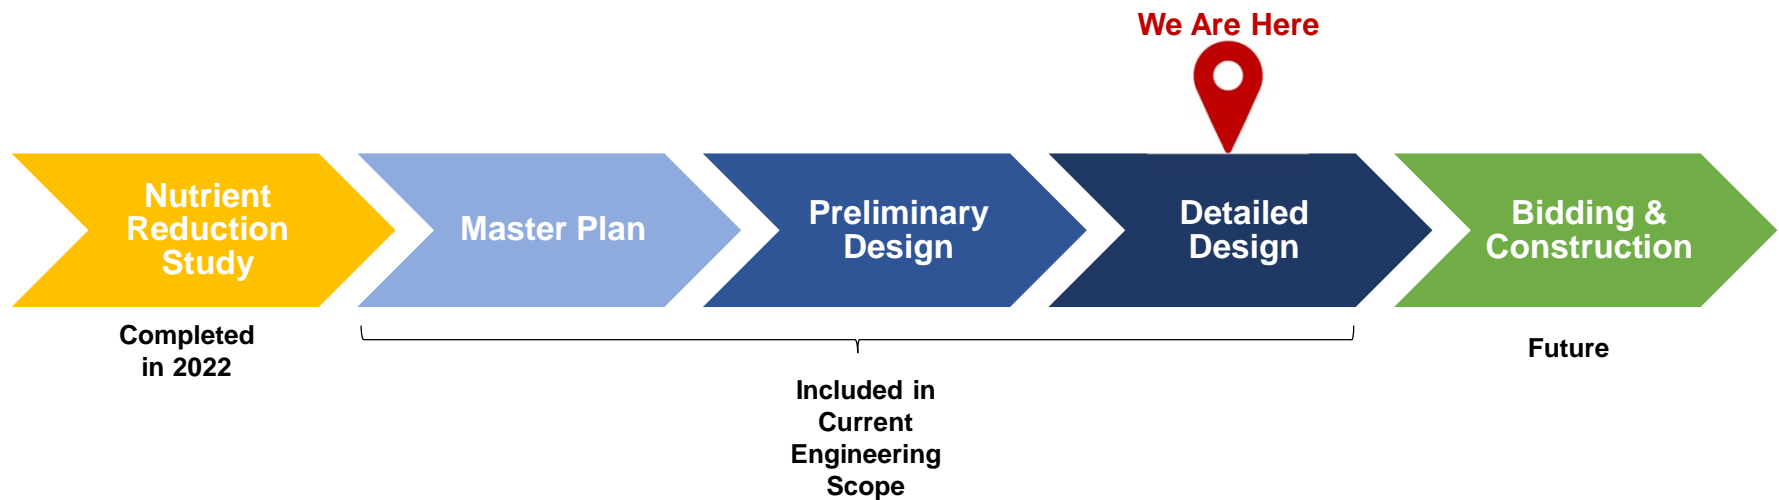 We Are Here
Nutrient
Reduction
Study
Master Plan
Preliminary
Design
Detailed
Design
Bidding &
Construction
Completed
in 2022
Included in
Current
Engineering
Scope
Future